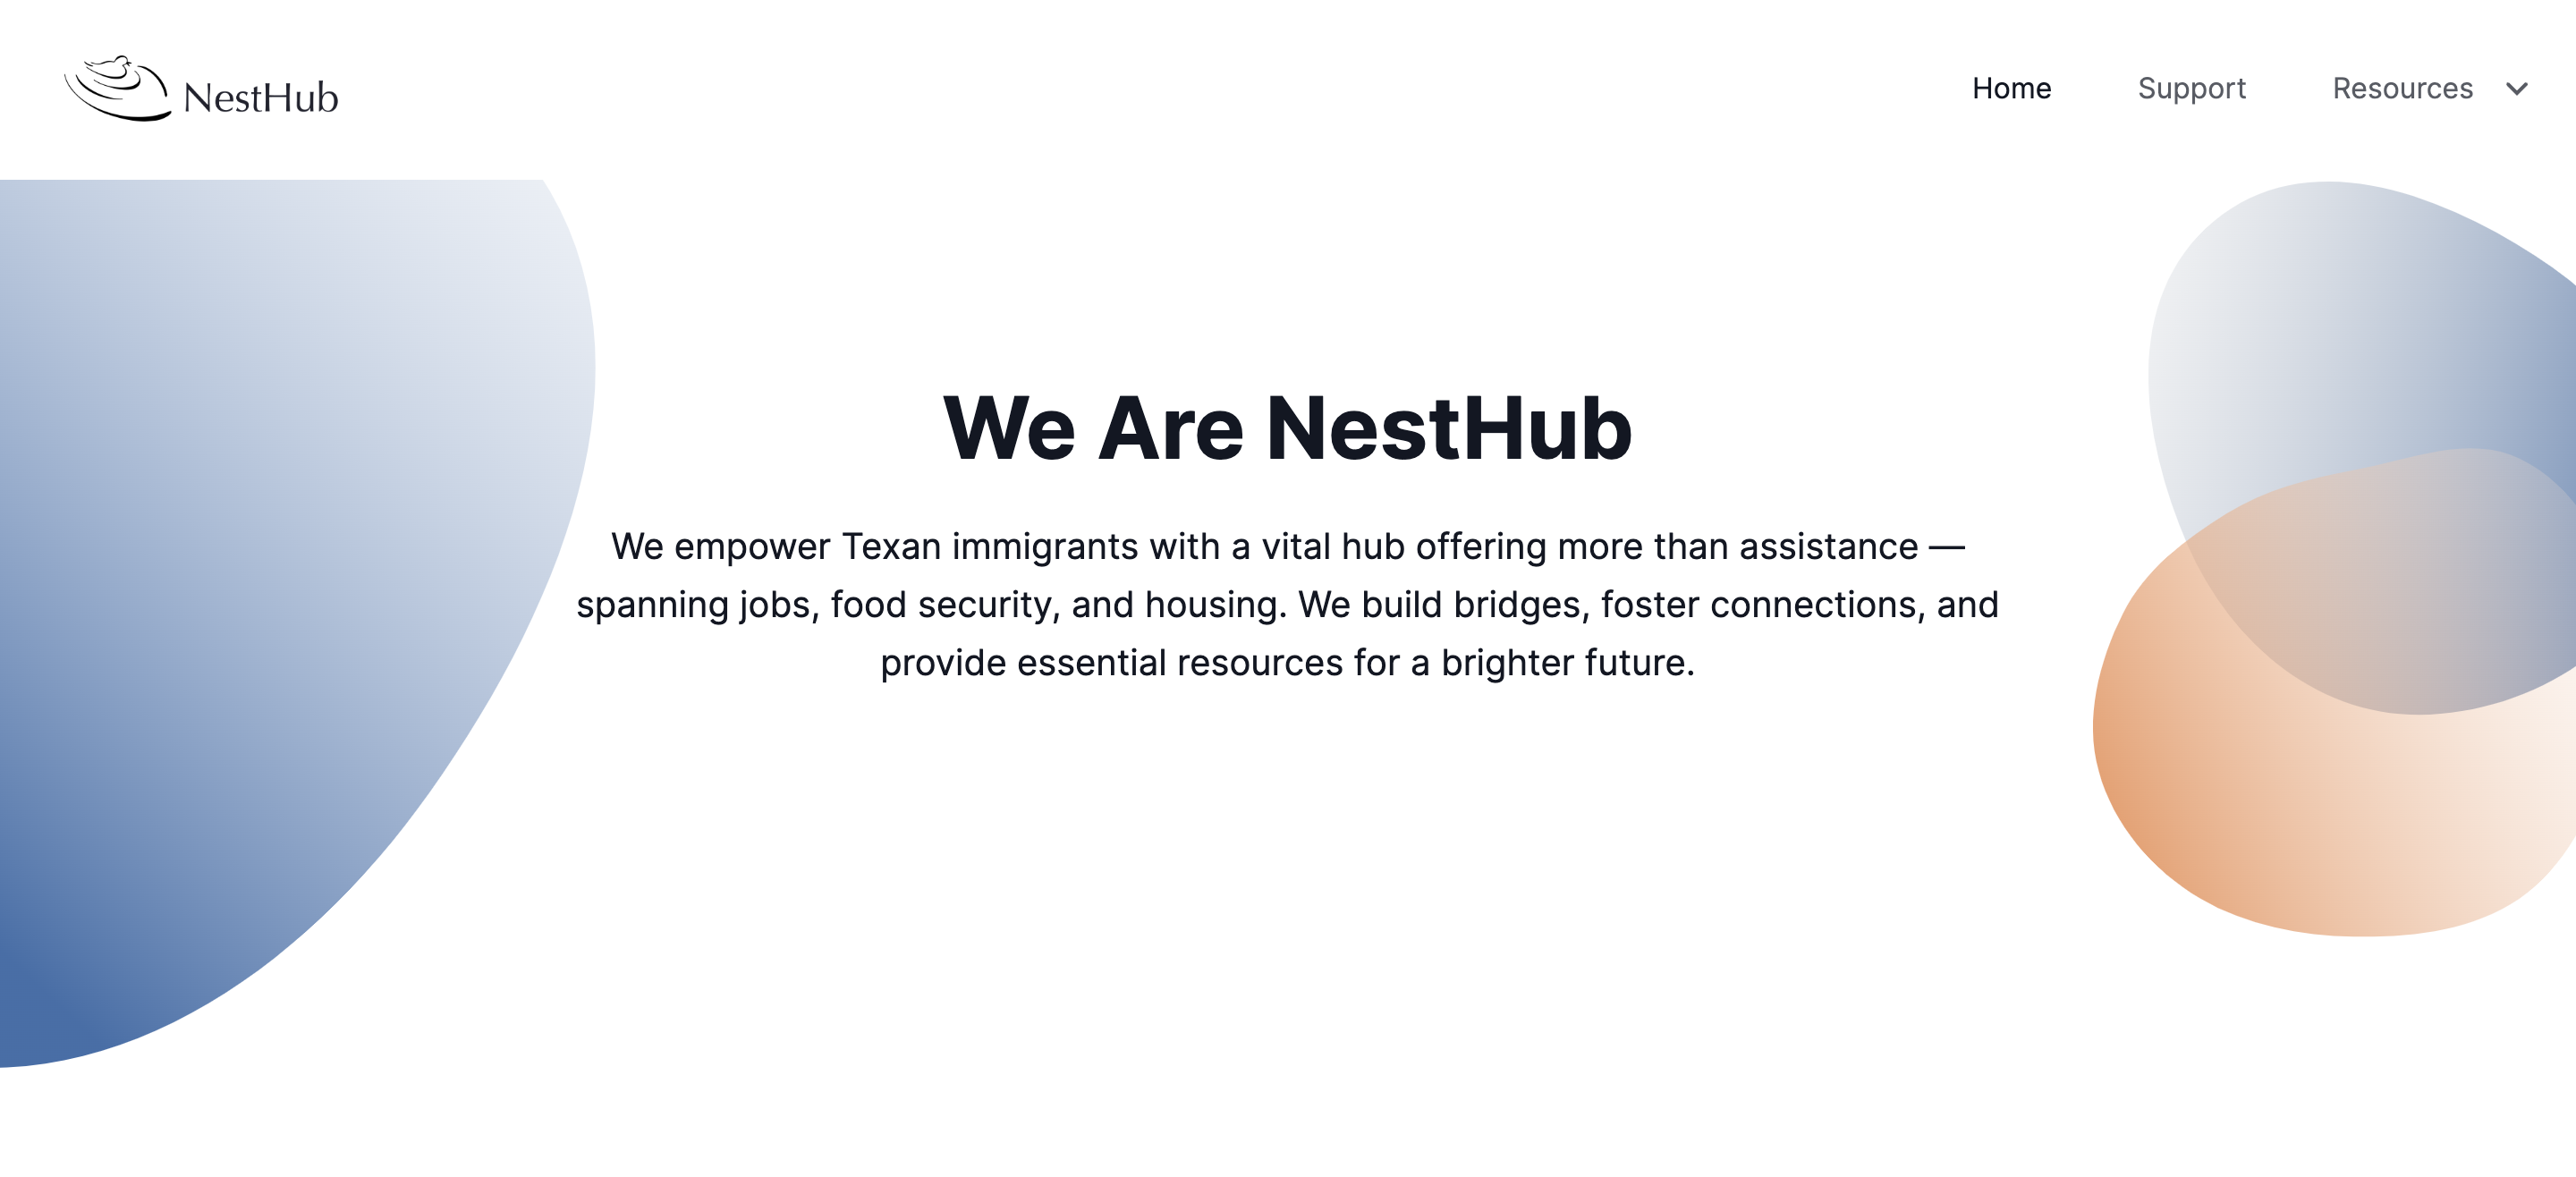 NestHub
Home
Support
Resources
We Are NestHub
We empower Texan immigrants with a vital hub offering more than assistance —
spanning jobs, food security, and housing. We build bridges, foster connections, and
provide essential resources for a brighter future.